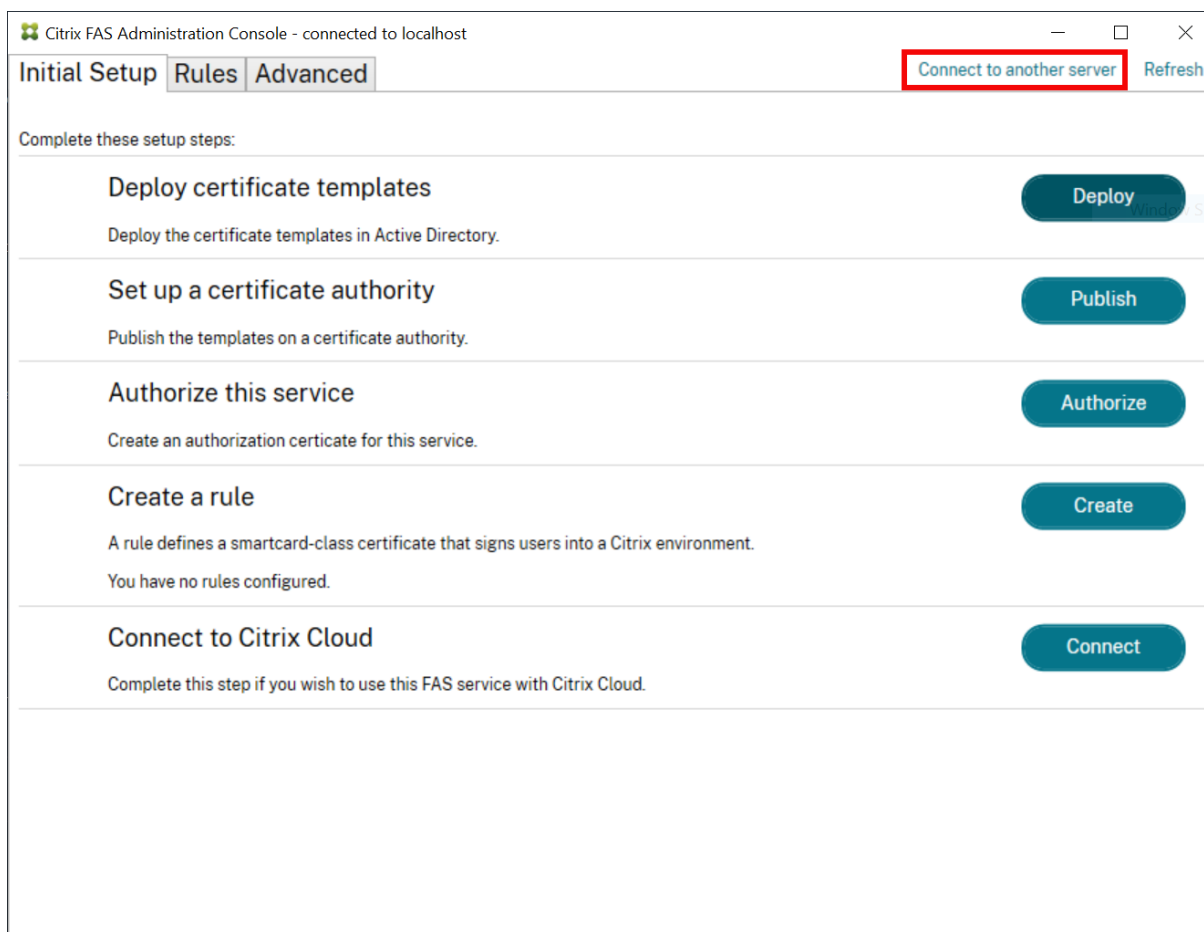 Citrix FAS Administration Console - connected to localhost
Initial Setup Rules Advanced Connect to another server Refresh
Complete these setup steps:
Deploy certificate templates
Deploy
Deploy the certificate templates in Active Directory.
Set up a certificate authority
Publish
Publish the templates on a certificate authority.
Authorize this service
Authorize
Create an authorization certicate for this service.
Create a rule
Create
A rule defines a smartcard-class certificate that signs users into a Citrix environment.
You have no rules configured.
Connect to Citrix Cloud
Connect
Complete this step if you wish to use this FAS service with Citrix Cloud.